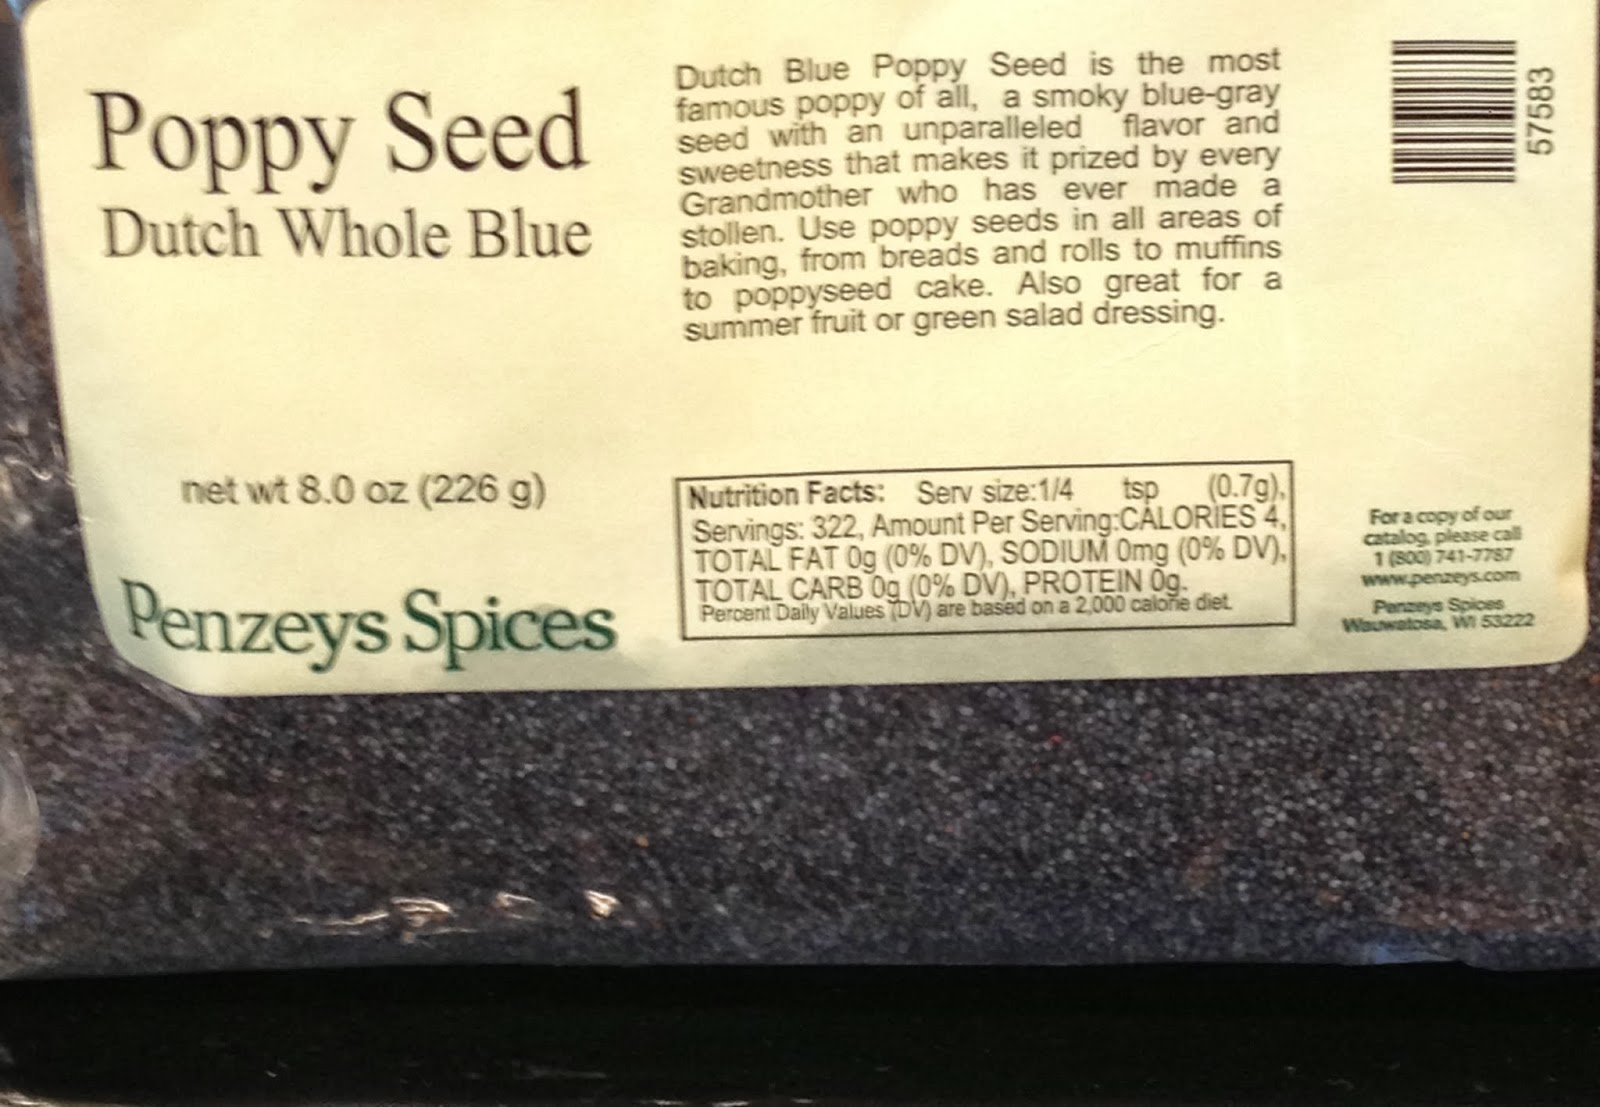 Poppy Seed
Dutch Whole Blue
net wt 8.0 oz (226 g)
Penzeys Spices
Dutch Blue Poppy Seed is the most
famous poppy of all, a smoky blue-gray
seed with an unparalleled flavor and
sweetness that makes it prized by every
Grandmother who has ever made a
stollen. Use poppy seeds in all areas of
baking, from breads and rolls to muffins
to poppyseed cake. Also great for a
summer fruit or green salad dressing.
Nutrition Facts: Serv size:1/4 tsp (0.7g),
Servings: 322, Amount Per Serving:CALORIES 4,
TOTAL FAT 0g (0% DV), SODIUM 0mg (0% DV),
TOTAL CARB 0g (0% DV), PROTEIN 0g.
Percent Daily Values (DV) are based on a 2,000 calorie diet.
57583
For a copy of our
catalog, please call
1 (800) 741-7787
www.penzeys.com
Penzeys Spices
Wauwatosa, WI 53222